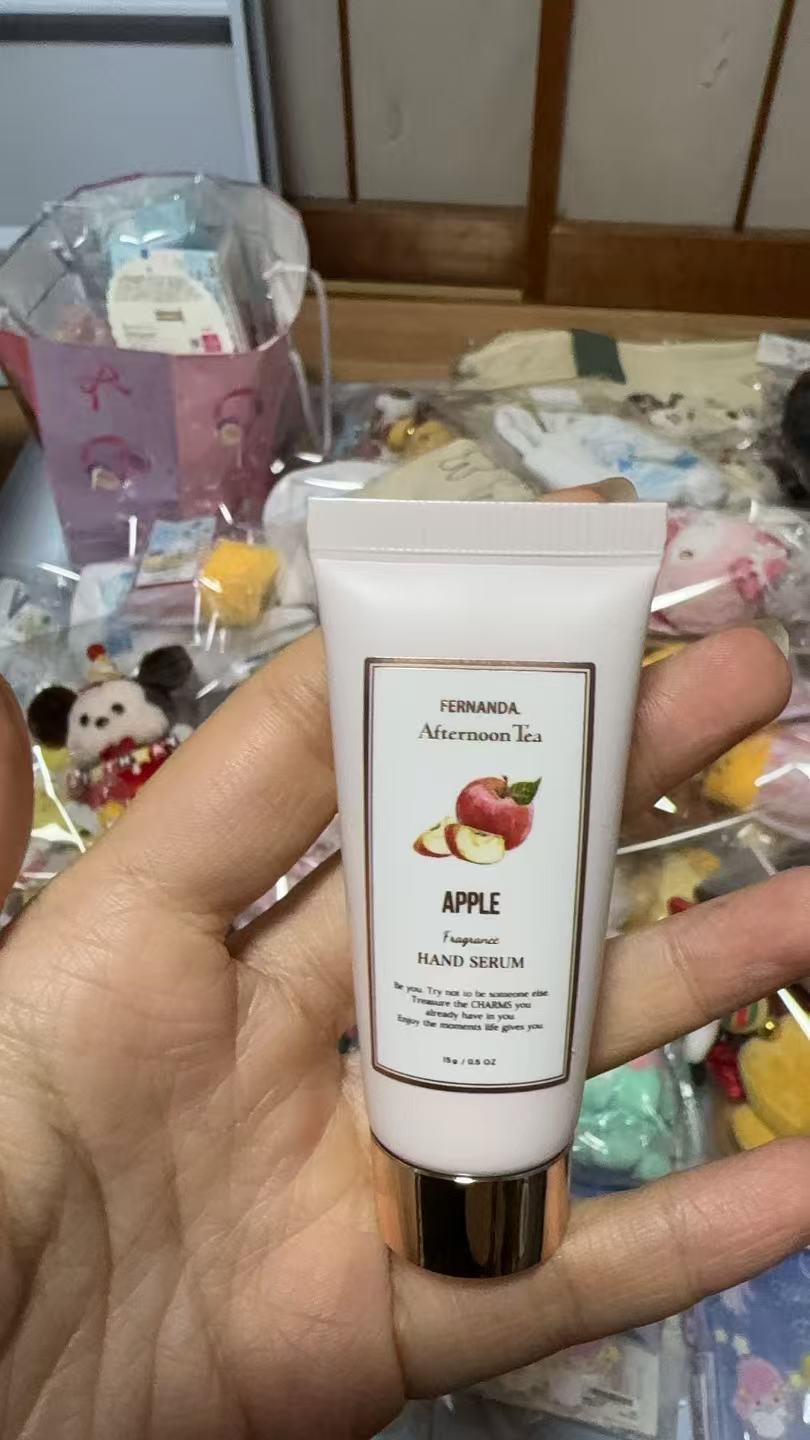 FERNANDA.
Afternoon Tea
APPLE
Fragrance
HAND SERUM
Be you. Try not to be someone else.
Treasure the CHARMS you
already have in you.
Enjoy the moments life gives you.
15g / 0.5 OZ